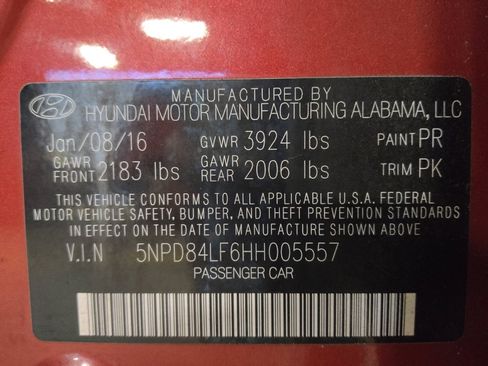 MANUFACTURED BY
HYUNDAI MOTOR MANUFACTURING ALABAMA, LLC
Jan/08/16 GVWR 3924 lbs PAINT PR
GAWR FRONT 2183 lbs GAWR REAR 2006 lbs TRIM PK
THIS VEHICLE CONFORMS TO ALL APPLICABLE U.S.A. FEDERAL
MOTOR VEHICLE SAFETY, BUMPER, AND THEFT PREVENTION STANDARDS
IN EFFECT ON THE DATE OF MANUFACTURE SHOWN ABOVE
V.I.N 5NPD84LF6HH005557
PASSENGER CAR